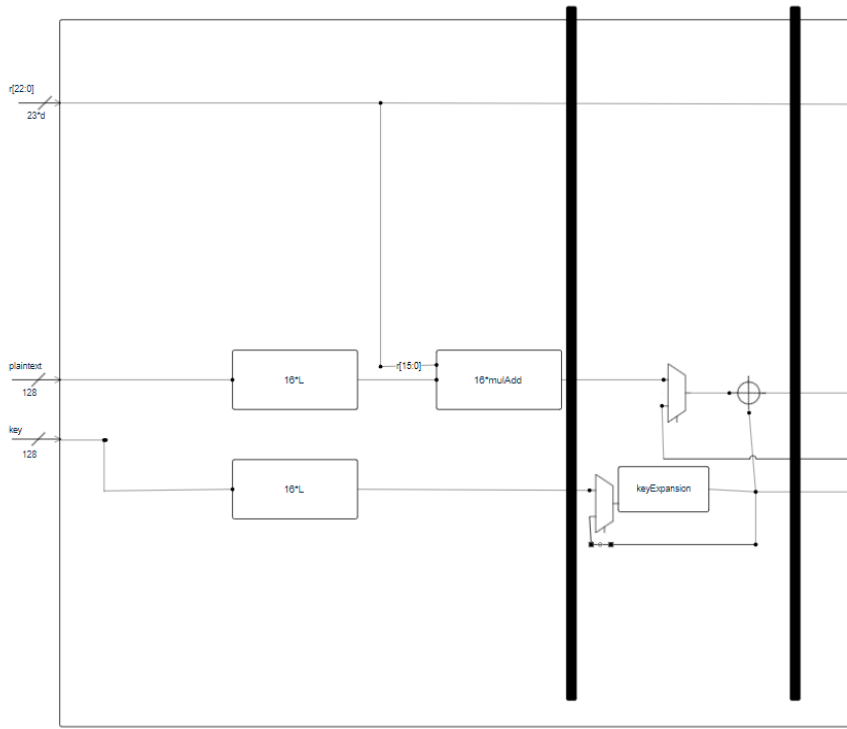 r[22:0]
23*d
plaintext
128
16*L
r[15:0]
16*mulAdd
key
128
16*L
keyExpansion